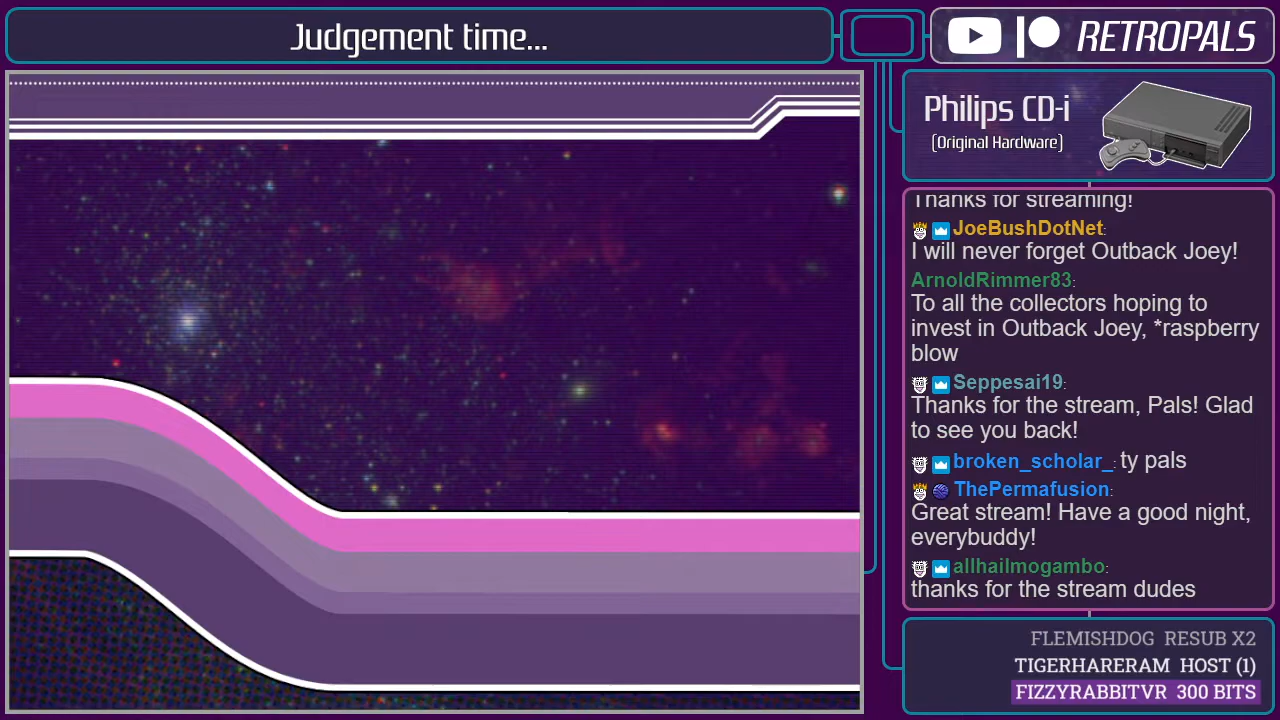 Judgement time...
RETROPALS
Philips CD-i
(Original Hardware)
Thanks for streaming!
JoeBushDotNet:
I will never forget Outback Joey!
ArnoldRimmer83:
To all the collectors hoping to
invest in Outback Joey, *raspberry
blow
Seppesai19:
Thanks for the stream, Pals! Glad
to see you back!
broken_scholar_: ty pals
ThePermafusion:
Great stream! Have a good night,
everybuddy!
allhailmogambo:
thanks for the stream dudes
FLEMISHDOG RESUB X2
TIGERHARERAM HOST (1)
FIZZYRABBITVR 300 BITS